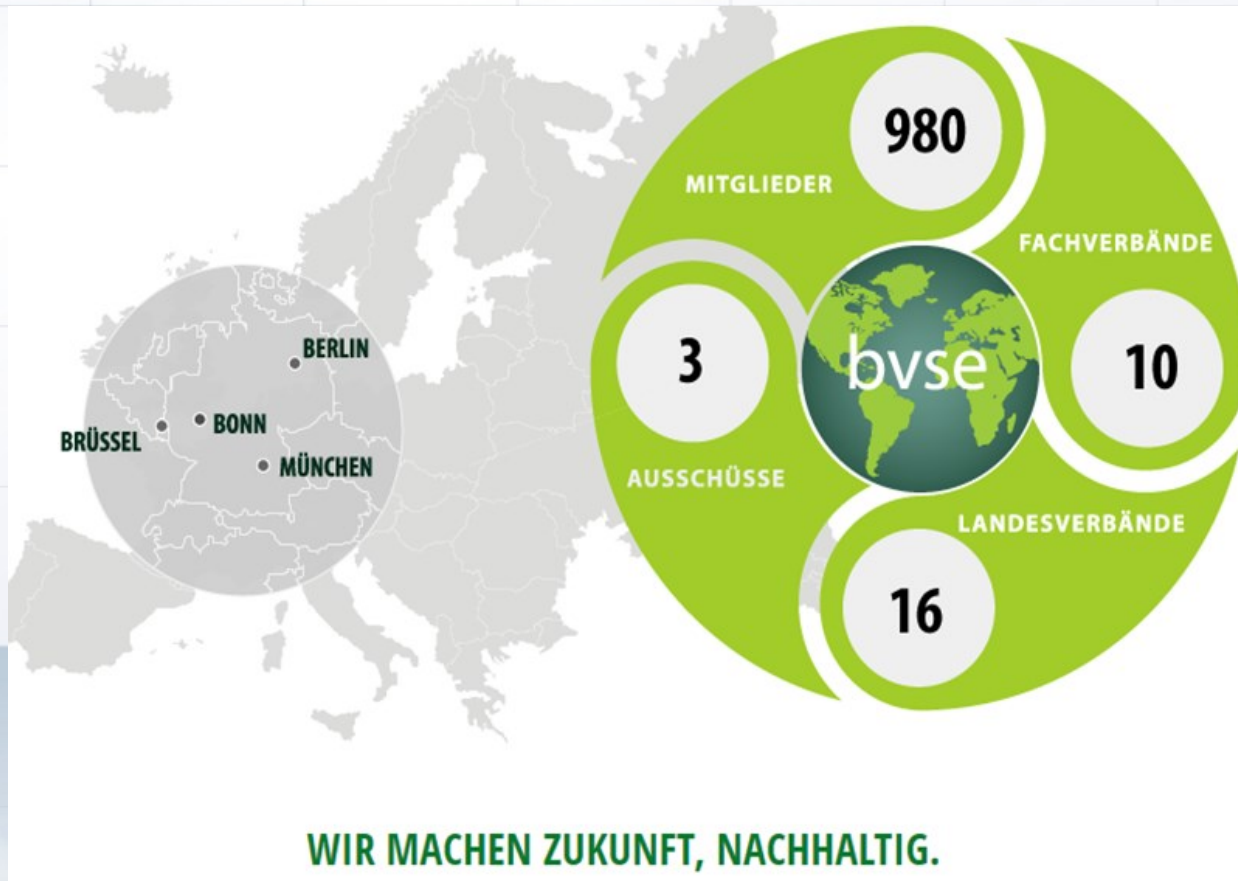 BERLIN
BONN
BRÜSSEL
MÜNCHEN
980
MITGLIEDER
FACHVERBÄNDE
10
3
bvse
AUSSCHÜSSE
LANDESVERBÄNDE
16
WIR MACHEN ZUKUNFT, NACHHALTIG.